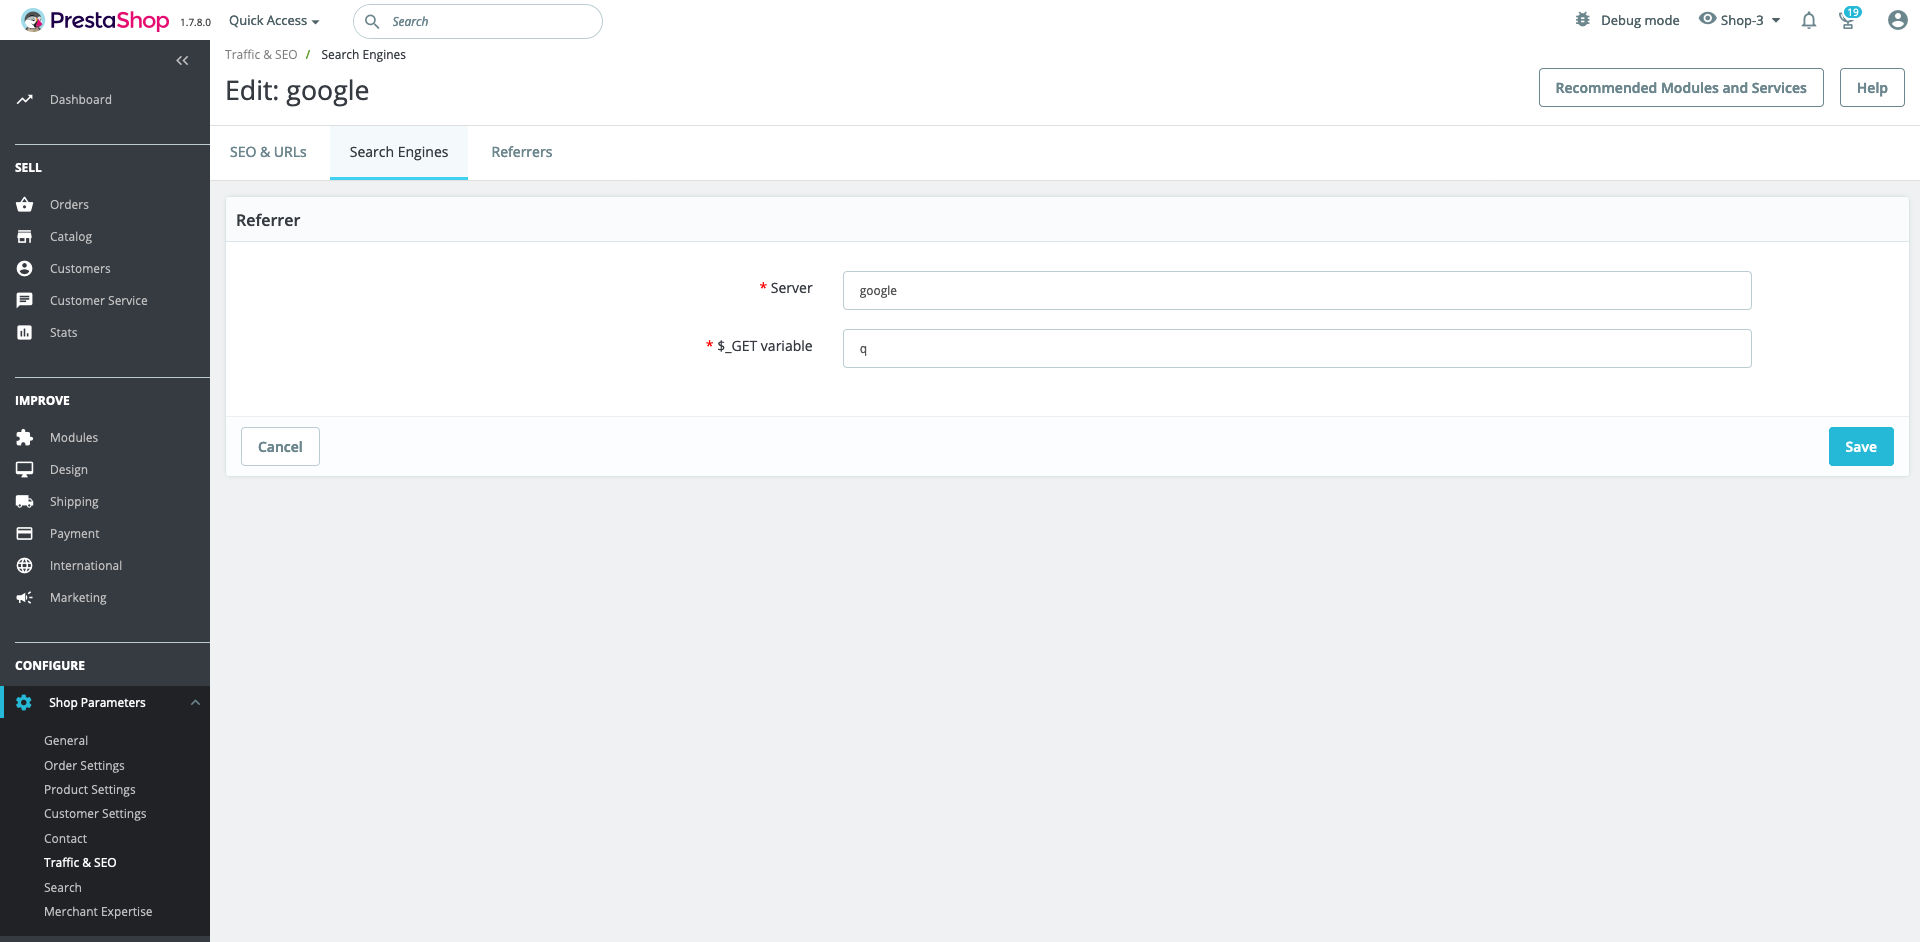 PrestaShop 1.7.8.0 Quick Access Search Debug mode Shop-3 19
Traffic & SEO / Search Engines
Edit: google
Recommended Modules and Services Help
SEO & URLs Search Engines Referrers
Dashboard
SELL
Orders
Catalog
Customers
Customer Service
Stats
IMPROVE
Modules
Design
Shipping
Payment
International
Marketing
CONFIGURE
Shop Parameters
General
Order Settings
Product Settings
Customer Settings
Contact
Traffic & SEO
Search
Merchant Expertise
Referrer
* Server google
* $_GET variable q
Cancel Save